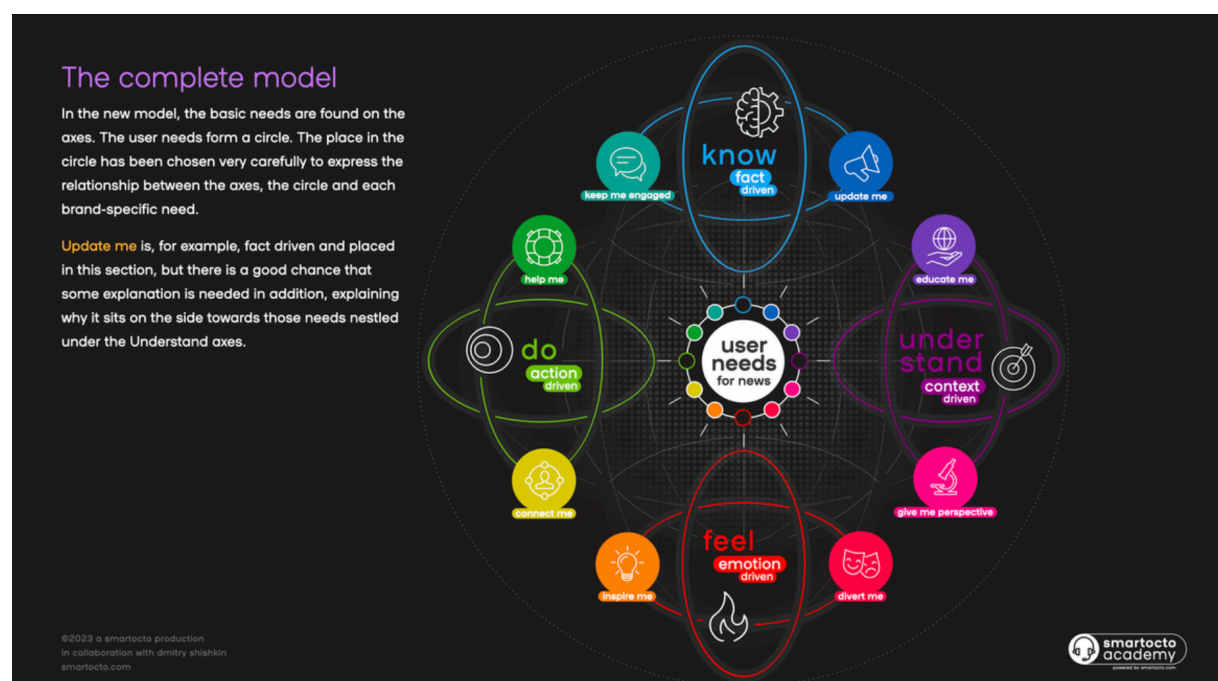 The complete model
In the new model, the basic needs are found on the
axes. The user needs form a circle. The place in the
circle has been chosen very carefully to express the
relationship between the axes, the circle and each
brand-specific need.
Update me is, for example, fact driven and placed
in this section, but there is a good chance that
some explanation is needed in addition, explaining
why it sits on the side towards those needs nestled
under the Understand axes.
know
fact
driven
keep me engaged
update me
help me
educate me
do
action
driven
user
needs
for news
under
stand
context
driven
connect me
give me perspective
feel
emotion
driven
inspire me
divert me
©2023 a smartocto production
in collaboration with dmitry shishkin
smartocto.com
smartocto
academy
powered by smartocto.com